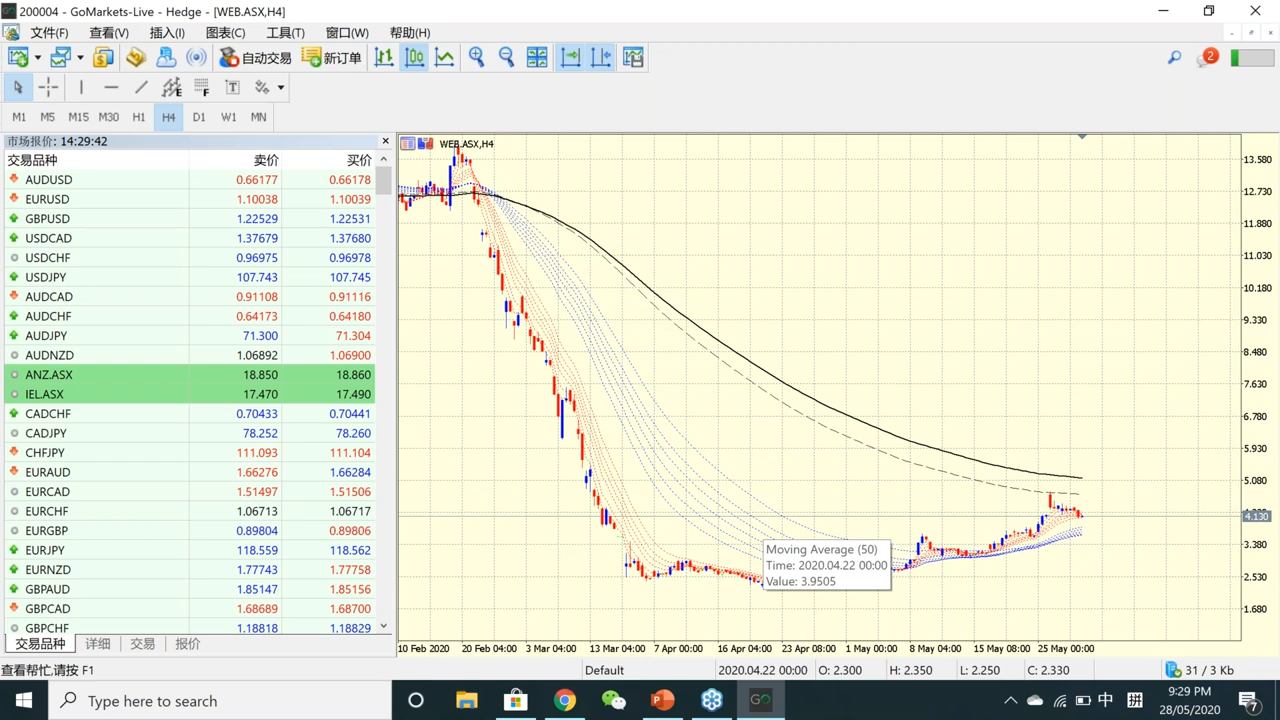 200004 - GoMarkets-Live - Hedge - [WEB.ASX,H4]
文件(F) 查看(V) 插入(I) 图表(C) 工具(T) 窗口(W) 帮助(H)
自动交易 新订单 2
E F T
M1 M5 M15 M30 H1 H4 D1 W1 MN
市场报价: 14:29:42
交易品种 卖价 买价
AUDUSD 0.66177 0.66178
EURUSD 1.10038 1.10039
GBPUSD 1.22529 1.22531
USDCAD 1.37679 1.37680
USDCHF 0.96975 0.96978
USDJPY 107.743 107.745
AUDCAD 0.91108 0.91116
AUDCHF 0.64173 0.64180
AUDJPY 71.300 71.304
AUDNZD 1.06892 1.06900
ANZ.ASX 18.850 18.860
IEL.ASX 17.470 17.490
CADCHF 0.70433 0.70441
CADJPY 78.252 78.260
CHFJPY 111.093 111.104
EURAUD 1.66276 1.66284
EURCAD 1.51497 1.51506
EURCHF 1.06713 1.06717
EURGBP 0.89804 0.89806
EURJPY 118.559 118.562
EURNZD 1.77743 1.77758
GBPAUD 1.85147 1.85156
GBPCAD 1.68689 1.68700
GBPCHF 1.18818 1.18829
交易品种 详细 交易 报价
WEB.ASX,H4
13.580
12.730
11.880
11.030
10.180
9.330
8.480
7.630
6.780
5.930
5.080
4.130
3.380
2.530
1.680
Moving Average (50)
Time: 2020.04.22 00:00
Value: 3.9505
10 Feb 2020 20 Feb 04:00 3 Mar 04:00 13 Mar 04:00 7 Apr 00:00 16 Apr 04:00 23 Apr 08:00 1 May 00:00 8 May 04:00 15 May 08:00 25 May 00:00
查看帮忙,请按 F1 Default 2020.04.22 00:00 O: 2.300 H: 2.350 L: 2.250 C: 2.330 31 / 3 Kb
Type here to search GO 中 拼 9:29 PM
28/05/2020 7